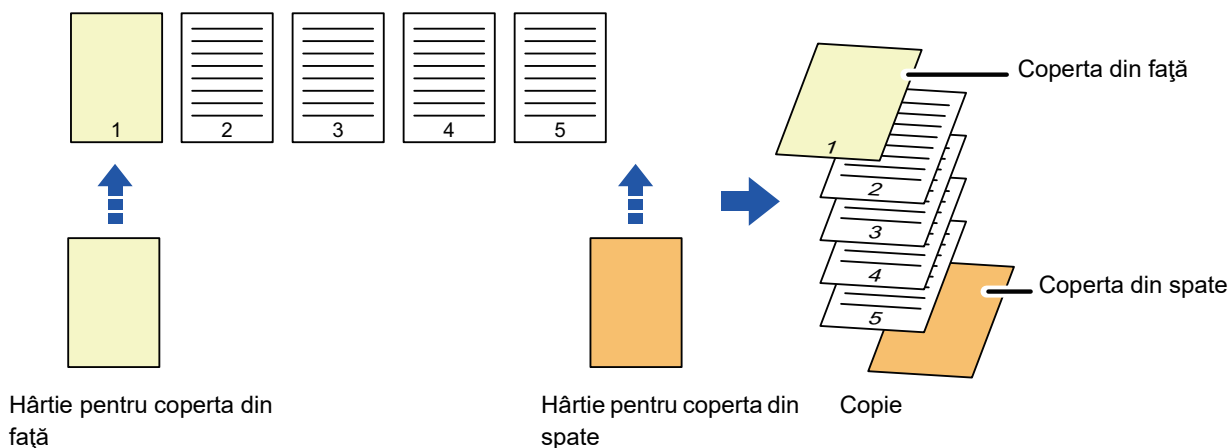 1
2
3
4
5
Coperta din faţă
1
2
3
4
5
Coperta din spate
Hârtie pentru coperta din
faţă
Hârtie pentru coperta din
spate
Copie